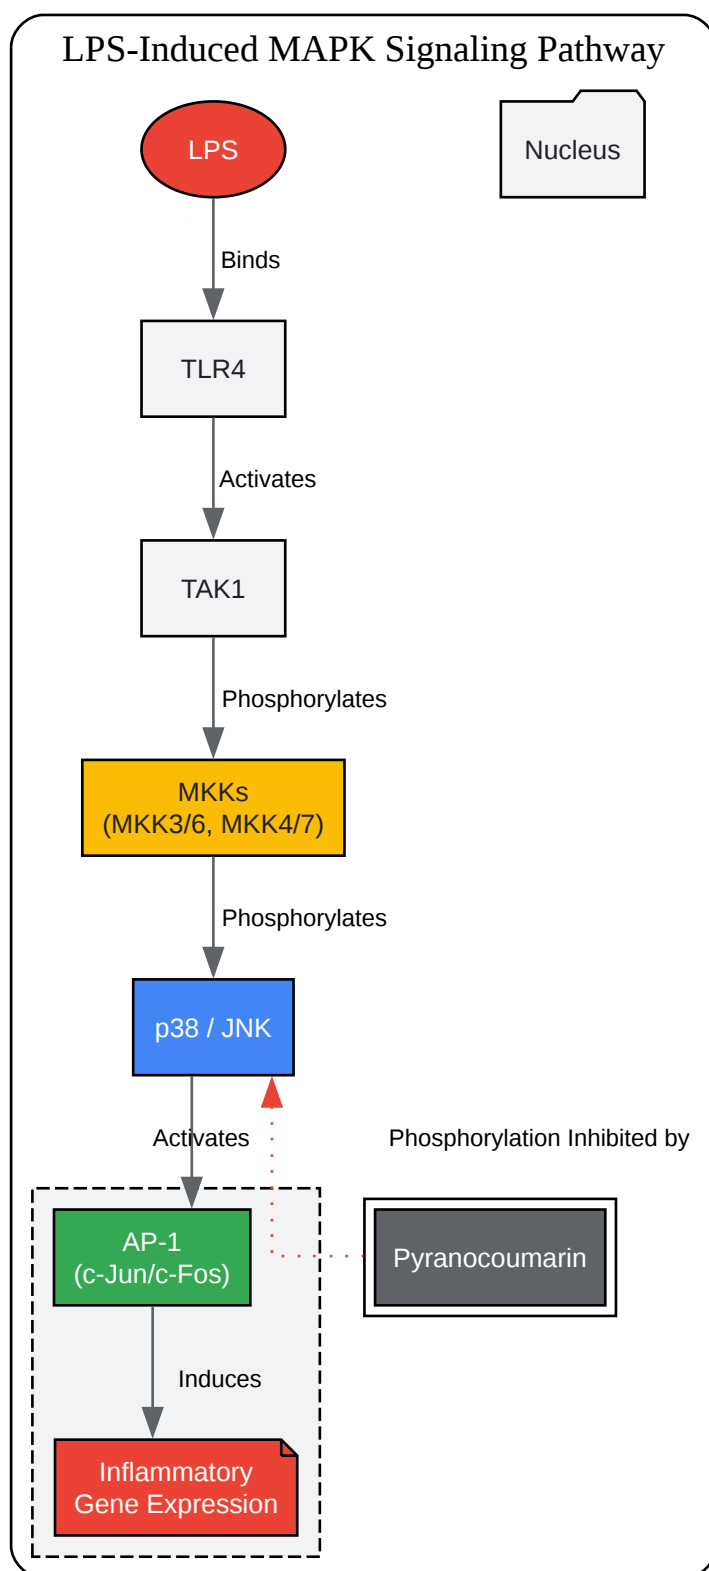 LPS-Induced MAPK Signaling Pathway
LPS
Nucleus
Binds
TLR4
Activates
TAK1
Phosphorylates
MKKs
(MKK3/6, MKK4/7)
Phosphorylates
p38 / JNK
Activates
Phosphorylation Inhibited by
AP-1
(c-Jun/c-Fos)
Pyranocoumarin
Induces
Inflammatory
Gene Expression